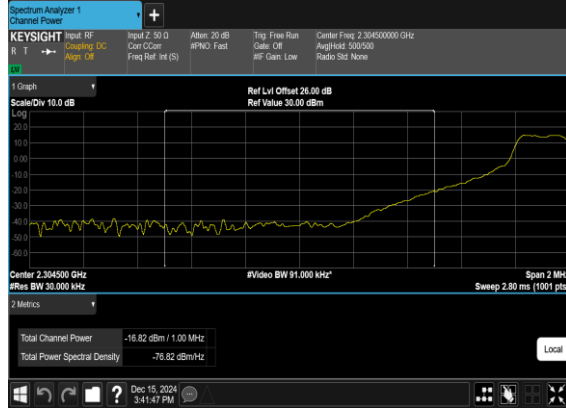 Spectrum Analyzer 1
Channel Power
+
KEYSIGHT Input: RF Input Z: 50 Ω Atten: 20 dB Trig: Free Run Center Freq: 2.304500000 GHz
R T Coupling: DC Corr CCorr #PNO: Fast Gate: Off Avg|Hold: 500/500
Align: Off Freq Ref: Int (S) #IF Gain: Low Radio Std: None
1 Graph
Ref Lvl Offset 26.00 dB
Scale/Div 10.0 dB Ref Value 30.00 dBm
Log
20.0
10.0
0.00
-10.0
-20.0
-30.0
-40.0
-50.0
-60.0
Center 2.304500 GHz #Video BW 91.000 kHz* Span 2 MH
#Res BW 30.000 kHz Sweep 2.80 ms (1001 pts
2 Metrics
Total Channel Power -16.82 dBm / 1.00 MHz
Total Power Spectral Density -76.82 dBm/Hz
Local
? Dec 15, 2024
3:41:47 PM